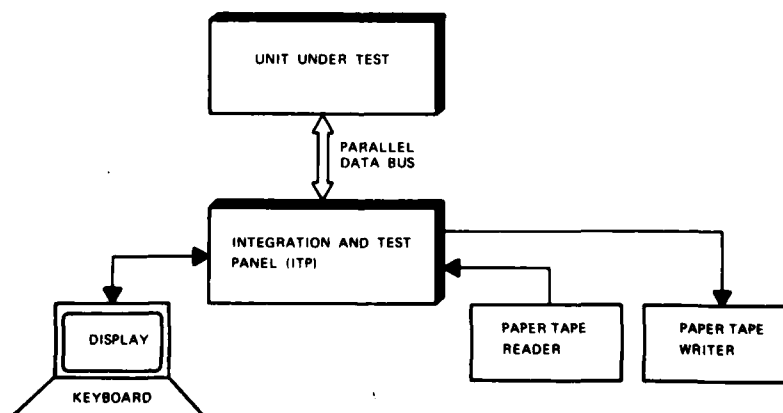 UNIT UNDER TEST
PARALLEL
DATA BUS
INTEGRATION AND TEST
PANEL (ITP)
DISPLAY
KEYBOARD
PAPER TAPE
READER
PAPER TAPE
WRITER